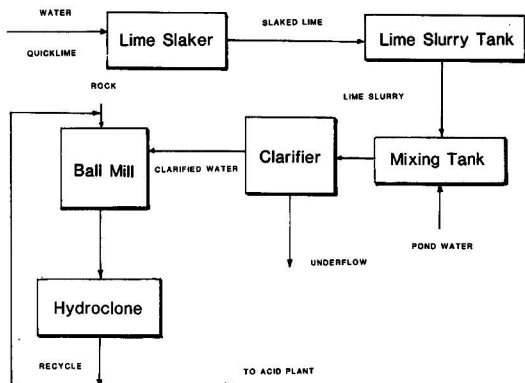 WATER
QUICKLIME
Lime Slaker
SLAKED LIME
Lime Slurry Tank
ROCK
LIME SLURRY
Ball Mill
CLARIFIED WATER
Clarifier
Mixing Tank
POND WATER
UNDERFLOW
Hydroclone
RECYCLE
TO ACID PLANT